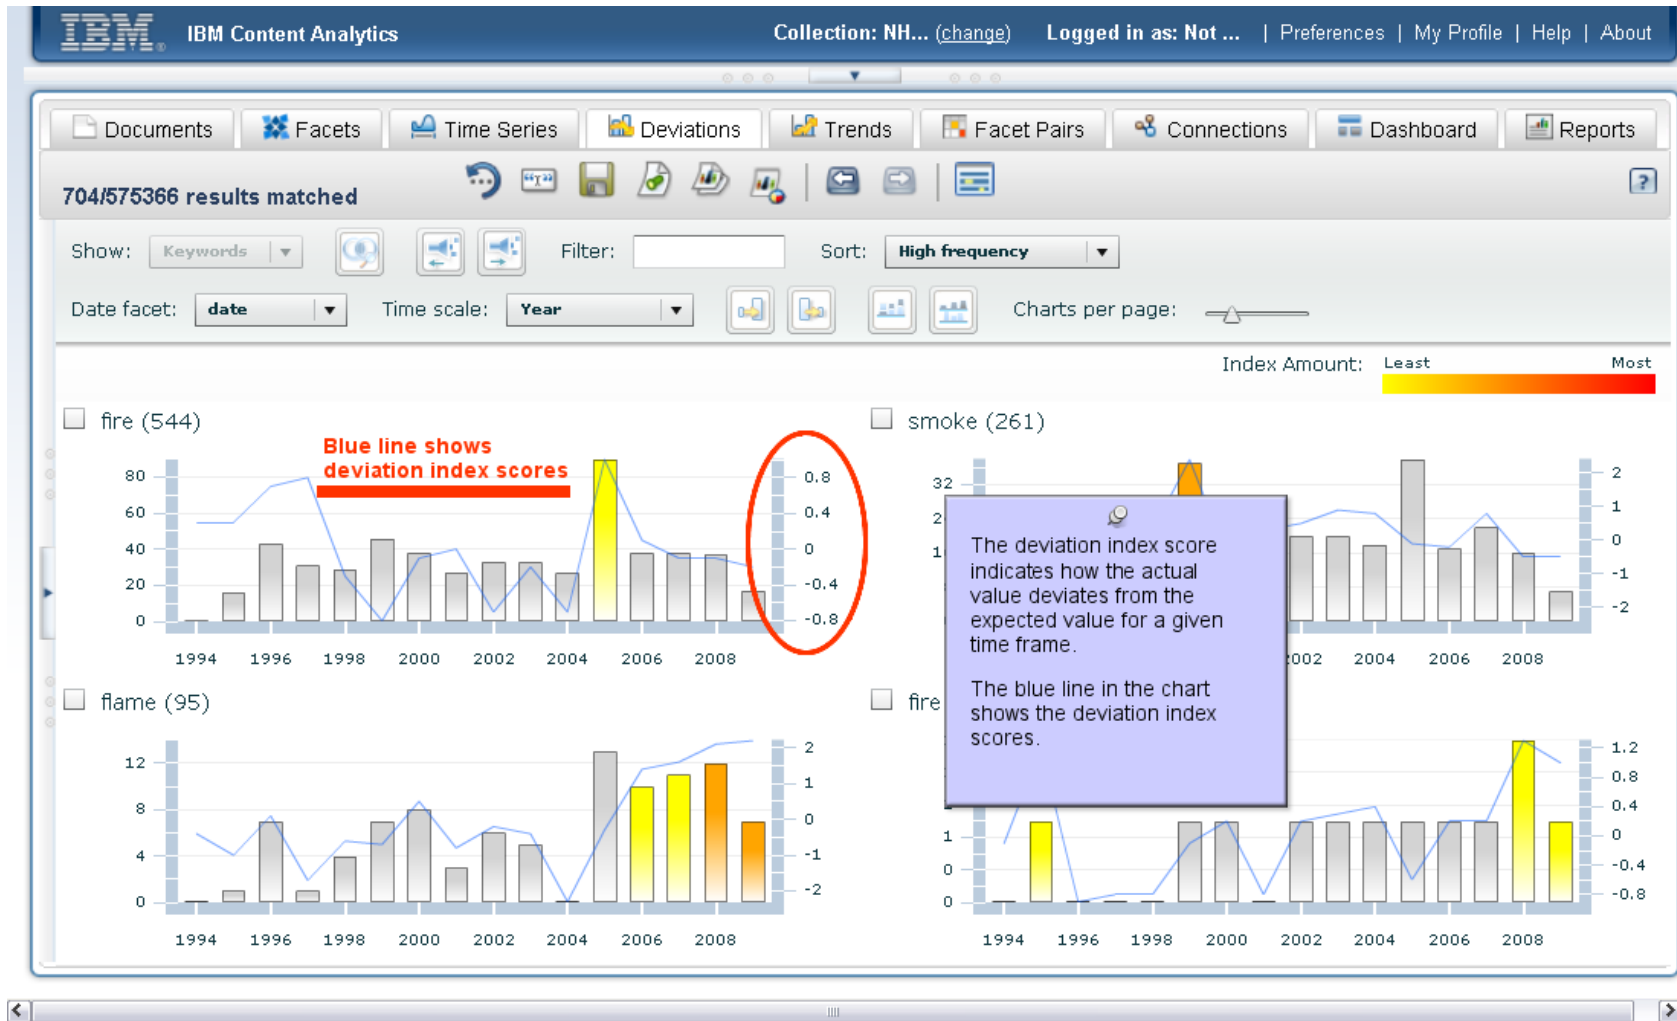 IBM® IBM Content Analytics Collection: NH... (change) Logged in as: Not ... | Preferences | My Profile | Help | About
Documents Facets Time Series Deviations Trends Facet Pairs Connections Dashboard Reports
704/575366 results matched
Show: Keywords Filter: Sort: High frequency
Date facet: date Time scale: Year Charts per page:
Index Amount: Least Most
fire (544)
Blue line shows
deviation index scores
80
60
40
20
0
0.8
0.4
0
-0.4
-0.8
1994 1996 1998 2000 2002 2004 2006 2008
smoke (261)
32
2
1
0
-1
-2
2002 2004 2006 2008
The deviation index score
indicates how the actual
value deviates from the
expected value for a given
time frame.
The blue line in the chart
shows the deviation index
scores.
flame (95)
12
8
4
0
2
1
0
-1
-2
1994 1996 1998 2000 2002 2004 2006 2008
fire
1
0
0
1.2
0.8
0.4
0
-0.4
-0.8
1994 1996 1998 2000 2002 2004 2006 2008